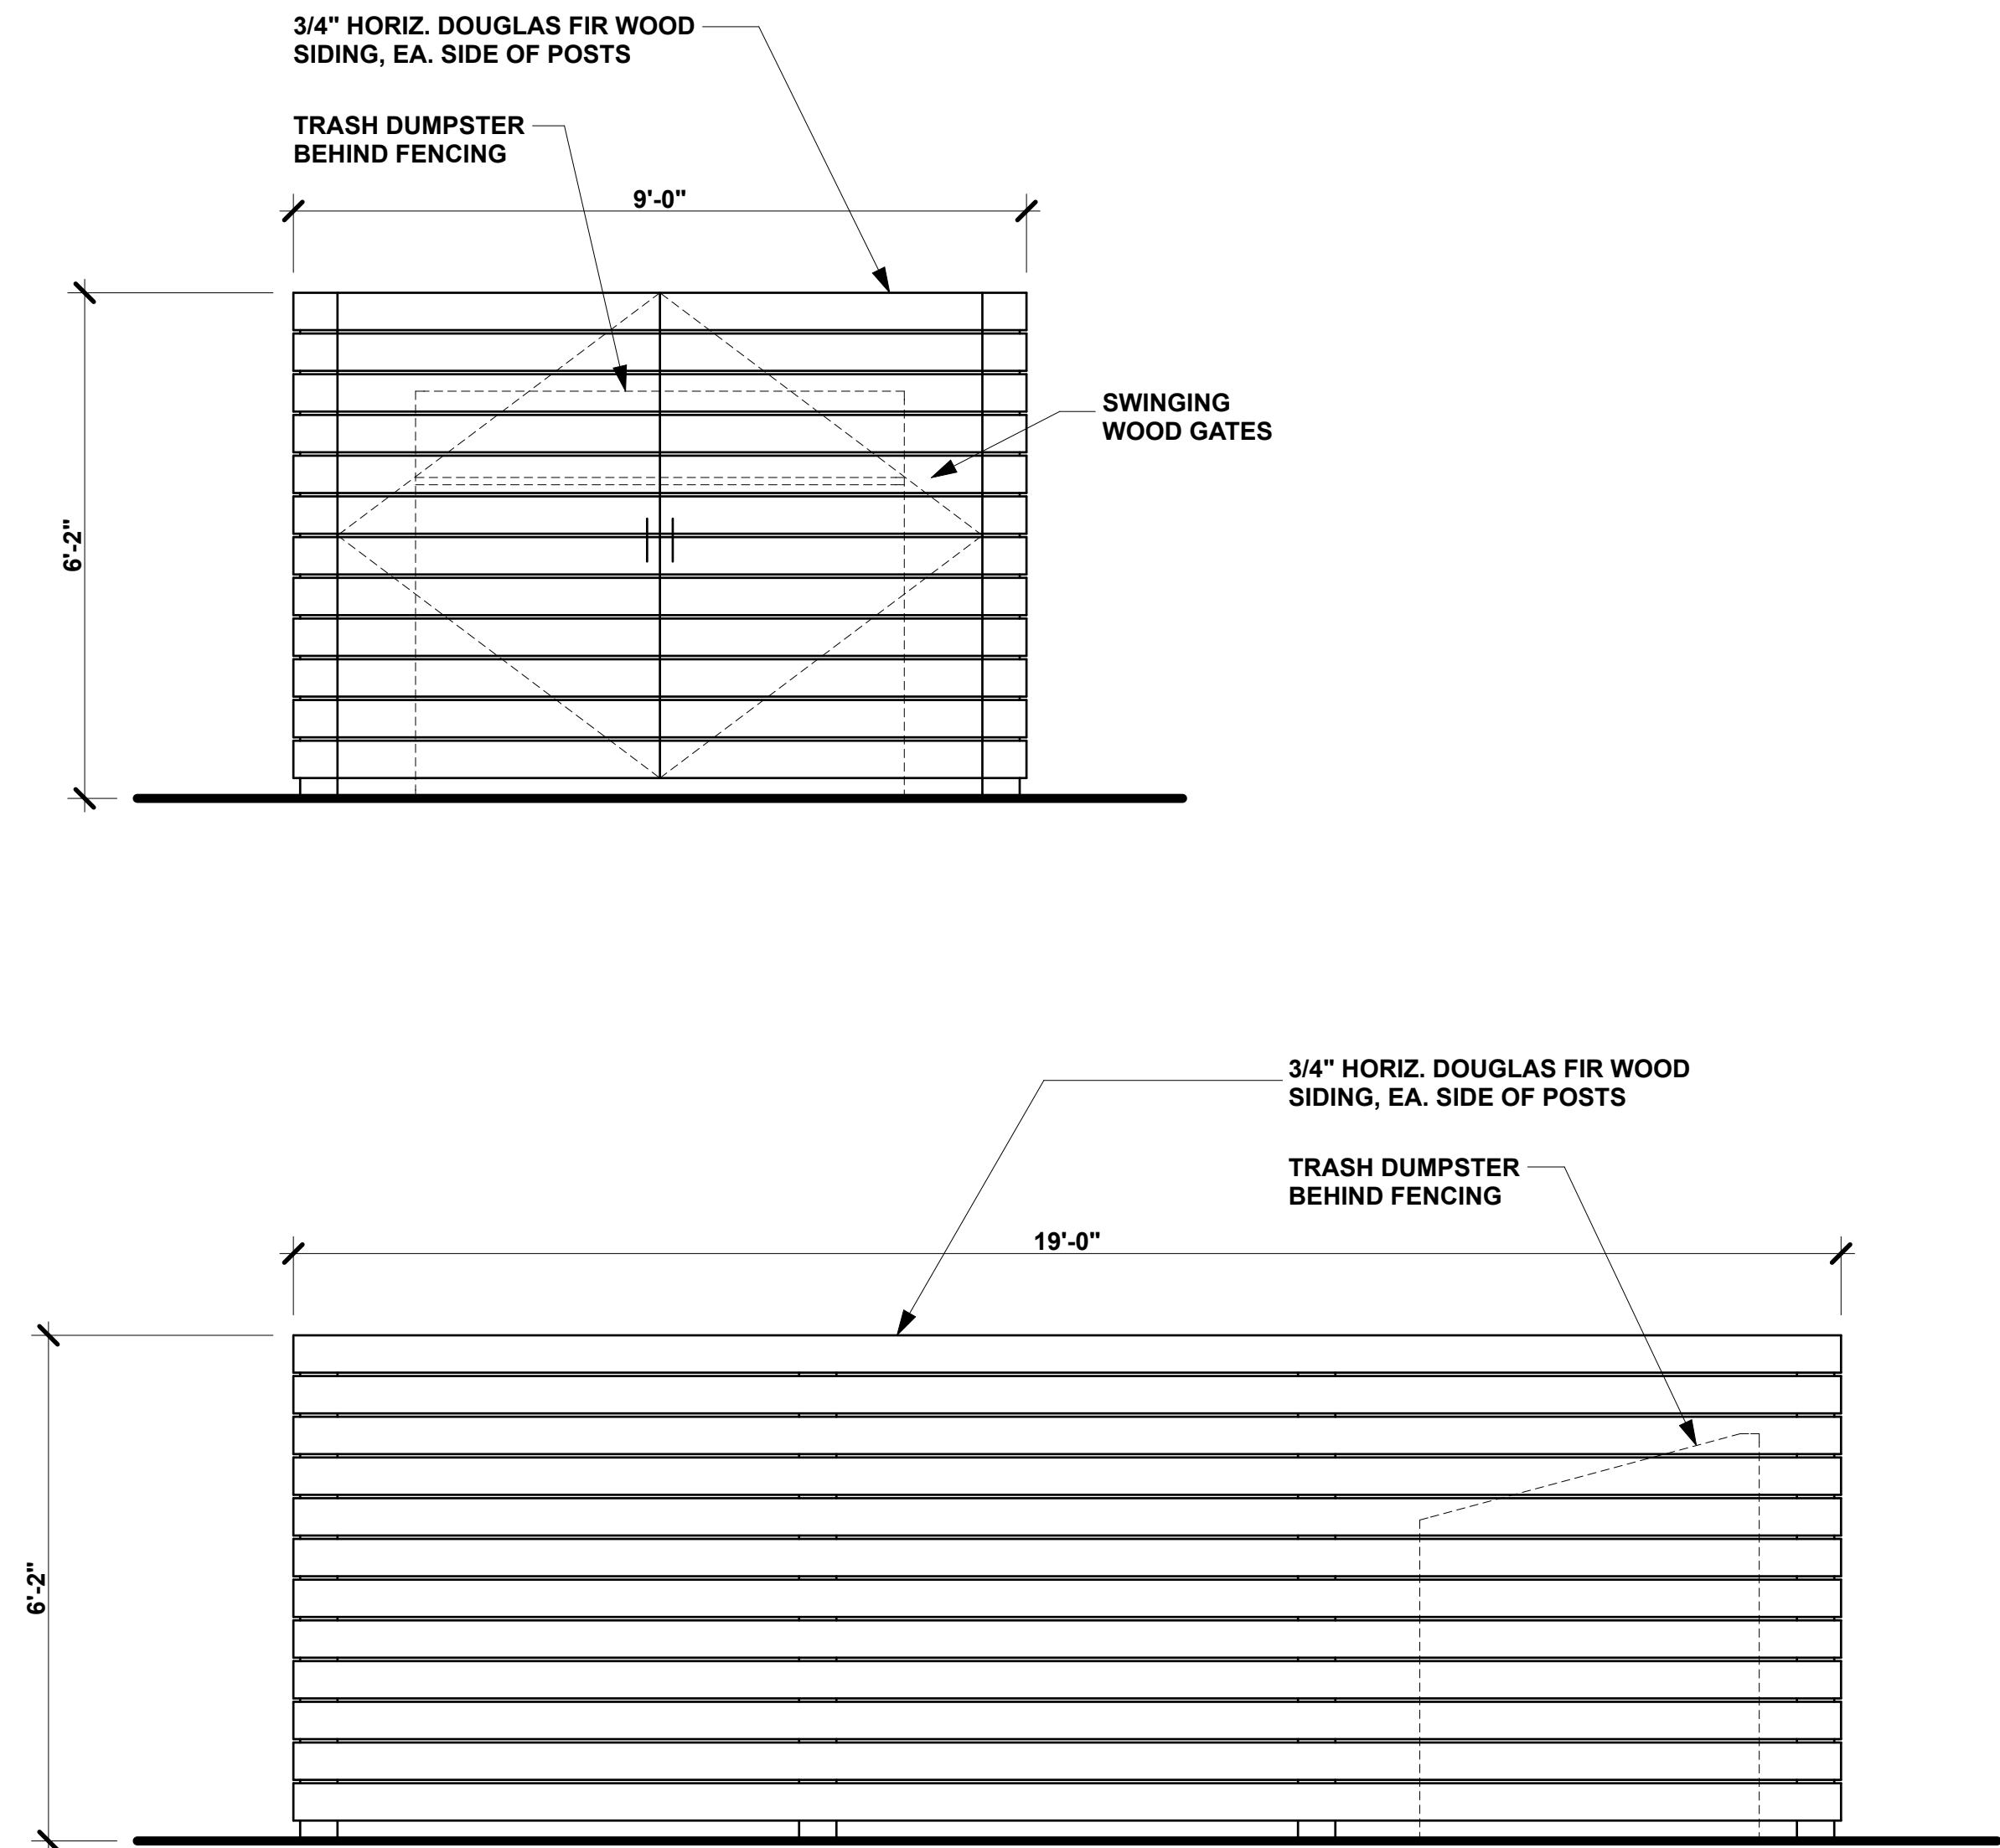 3/4" HORIZ. DOUGLAS FIR WOOD
SIDING, EA. SIDE OF POSTS
TRASH DUMPSTER
BEHIND FENCING
9'-0"
SWINGING
WOOD GATES
6'-2"
3/4" HORIZ. DOUGLAS FIR WOOD
SIDING, EA. SIDE OF POSTS
TRASH DUMPSTER
BEHIND FENCING
19'-0"
6'-2"